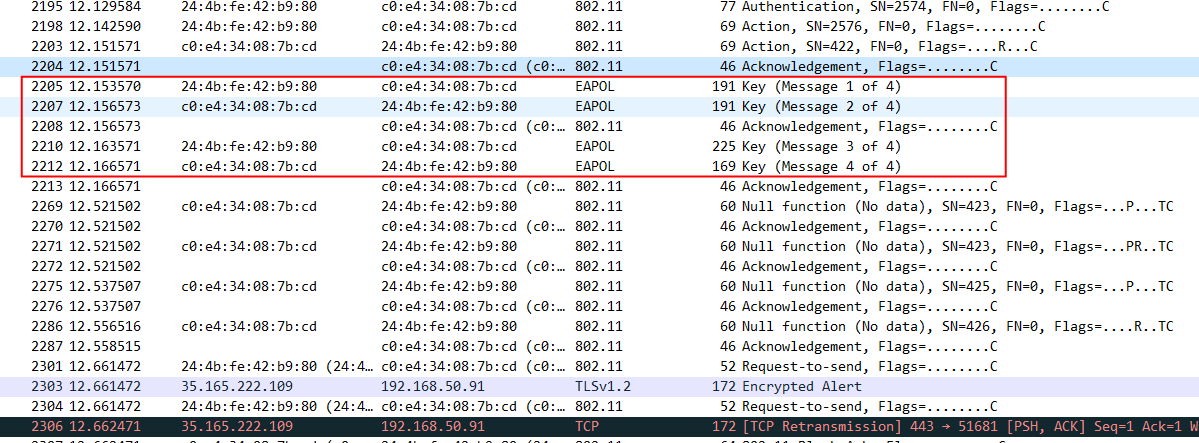 2195 12.129584 24:4b:fe:42:b9:80 c0:e4:34:08:7b:cd 802.11 77 Authentication, SN=2574, FN=0, Flags=........C
2198 12.142590 24:4b:fe:42:b9:80 c0:e4:34:08:7b:cd 802.11 69 Action, SN=2576, FN=0, Flags=........C
2203 12.151571 c0:e4:34:08:7b:cd 24:4b:fe:42:b9:80 802.11 69 Action, SN=422, FN=0, Flags=....R...C
2204 12.151571 c0:e4:34:08:7b:cd (c0:… 802.11 46 Acknowledgement, Flags=........C
2205 12.153570 24:4b:fe:42:b9:80 c0:e4:34:08:7b:cd EAPOL 191 Key (Message 1 of 4)
2207 12.156573 c0:e4:34:08:7b:cd 24:4b:fe:42:b9:80 EAPOL 191 Key (Message 2 of 4)
2208 12.156573 c0:e4:34:08:7b:cd (c0:… 802.11 46 Acknowledgement, Flags=........C
2210 12.163571 24:4b:fe:42:b9:80 c0:e4:34:08:7b:cd EAPOL 225 Key (Message 3 of 4)
2212 12.166571 c0:e4:34:08:7b:cd 24:4b:fe:42:b9:80 EAPOL 169 Key (Message 4 of 4)
2213 12.166571 c0:e4:34:08:7b:cd (c0:… 802.11 46 Acknowledgement, Flags=........C
2269 12.521502 c0:e4:34:08:7b:cd 24:4b:fe:42:b9:80 802.11 60 Null function (No data), SN=423, FN=0, Flags=...P...TC
2270 12.521502 c0:e4:34:08:7b:cd (c0:… 802.11 46 Acknowledgement, Flags=........C
2271 12.521502 c0:e4:34:08:7b:cd 24:4b:fe:42:b9:80 802.11 60 Null function (No data), SN=423, FN=0, Flags=...PR..TC
2272 12.521502 c0:e4:34:08:7b:cd (c0:… 802.11 46 Acknowledgement, Flags=........C
2275 12.537507 c0:e4:34:08:7b:cd 24:4b:fe:42:b9:80 802.11 60 Null function (No data), SN=425, FN=0, Flags=...P...TC
2276 12.537507 c0:e4:34:08:7b:cd (c0:… 802.11 46 Acknowledgement, Flags=........C
2286 12.556516 c0:e4:34:08:7b:cd 24:4b:fe:42:b9:80 802.11 60 Null function (No data), SN=426, FN=0, Flags=....R..TC
2287 12.558515 c0:e4:34:08:7b:cd (c0:… 802.11 46 Acknowledgement, Flags=........C
2301 12.661472 24:4b:fe:42:b9:80 (24:4… c0:e4:34:08:7b:cd (c0:… 802.11 52 Request-to-send, Flags=........C
2303 12.661472 35.165.222.109 192.168.50.91 TLSv1.2 172 Encrypted Alert
2304 12.661472 24:4b:fe:42:b9:80 (24:4… c0:e4:34:08:7b:cd (c0:… 802.11 52 Request-to-send, Flags=........C
2306 12.662471 35.165.222.109 192.168.50.91 TCP 172 [TCP Retransmission] 443 → 51681 [PSH, ACK] Seq=1 Ack=1 W